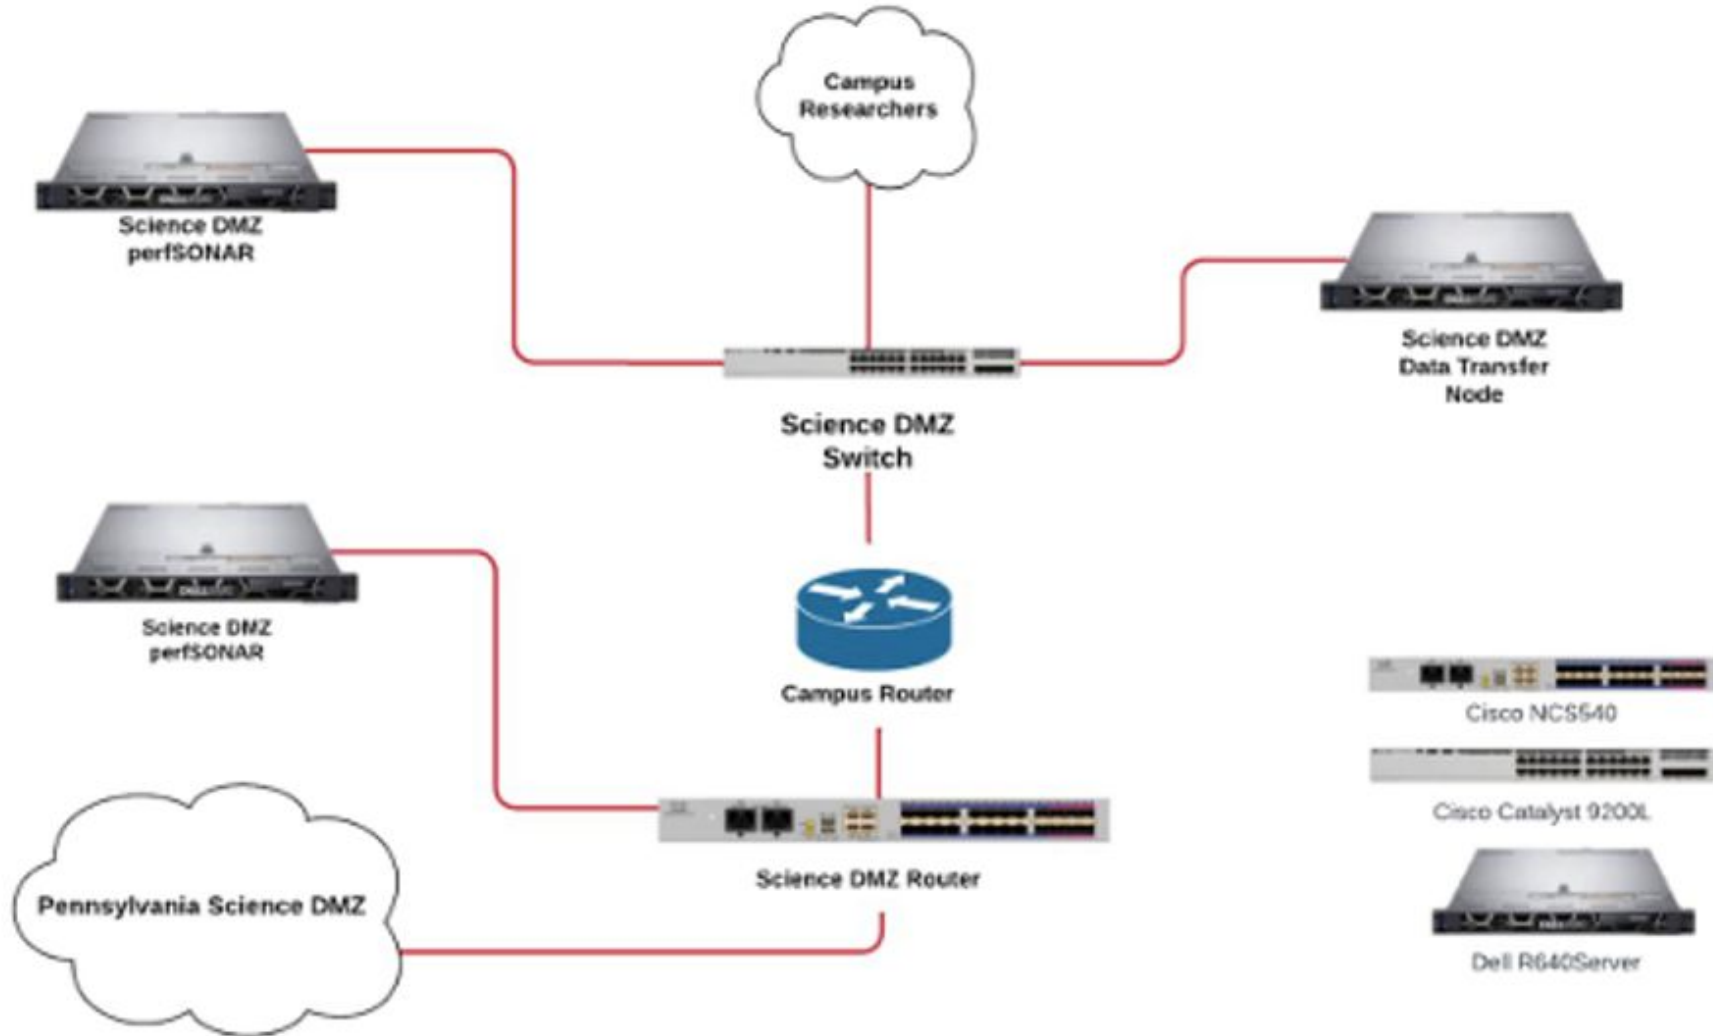 Campus
Researchers
Science DMZ
perfSONAR
Science DMZ
Data Transfer
Node
Science DMZ
Switch
Science DMZ
perfSONAR
Campus Router
Cisco NCS540
Cisco Catalyst 9200L
Science DMZ Router
Pennsylvania Science DMZ
Dell R640Server